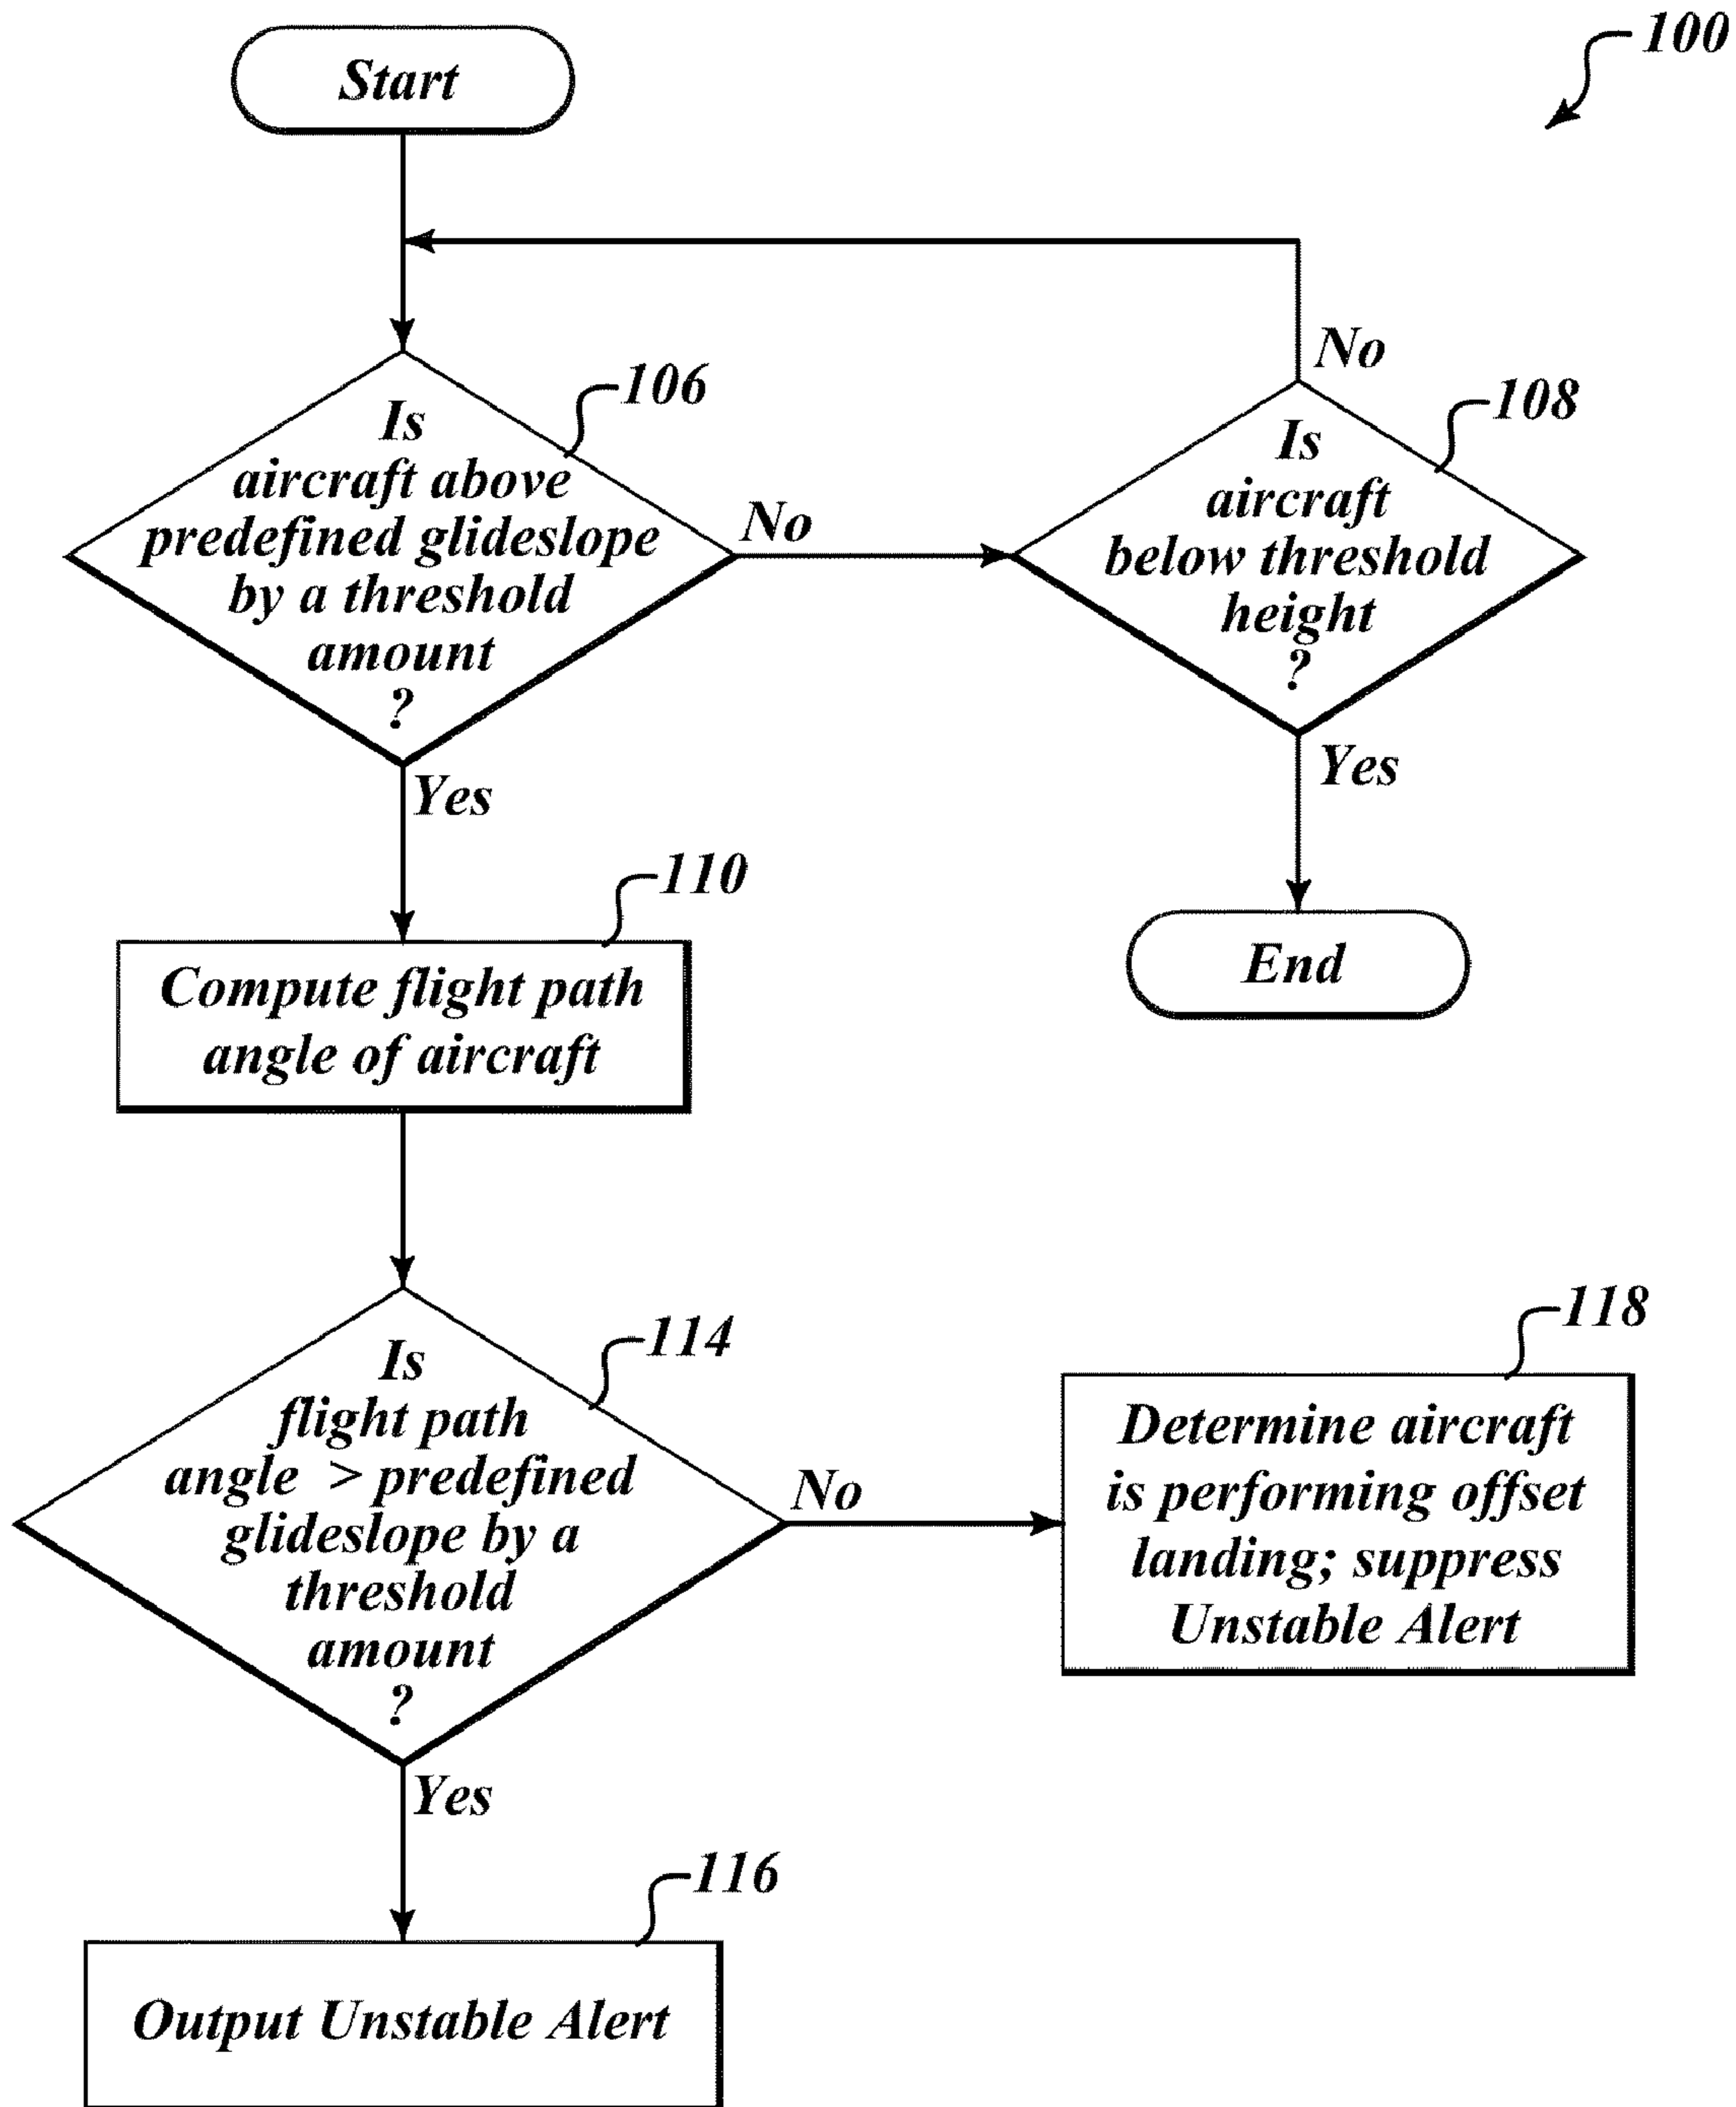 100
Start
No
106
Is
aircraft above
predefined glideslope
by a threshold
amount
?
No
108
Is
aircraft
below threshold
height
?
Yes
Yes
110
Compute flight path
angle of aircraft
End
114
Is
flight path
angle > predefined
glideslope by a
threshold
amount
?
No
118
Determine aircraft
is performing offset
landing; suppress
Unstable Alert
Yes
116
Output Unstable Alert